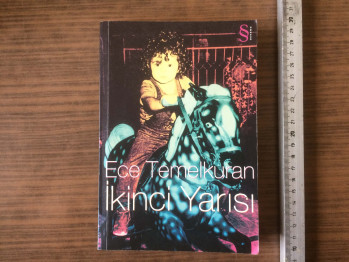 Ece Temelkuran
İkinci Yarısı